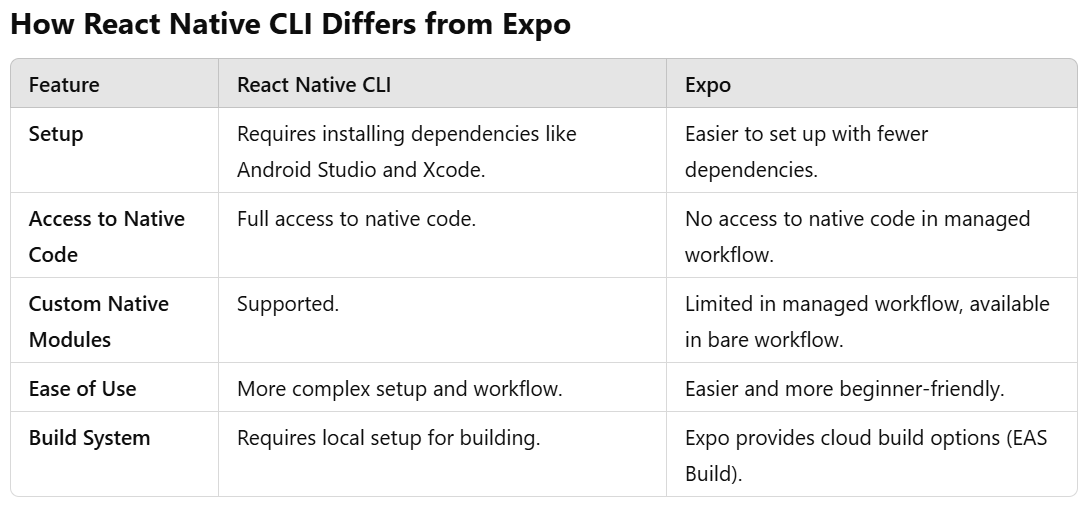 How React Native CLI Differs from Expo
Feature React Native CLI Expo
Setup
Requires installing dependencies like
Android Studio and Xcode.
Easier to set up with fewer
dependencies.
Access to Native
Code
Full access to native code.
No access to native code in managed
workflow.
Custom Native
Modules
Supported.
Limited in managed workflow, available
in bare workflow.
Ease of Use
More complex setup and workflow.
Easier and more beginner-friendly.
Build System
Requires local setup for building.
Expo provides cloud build options (EAS
Build).